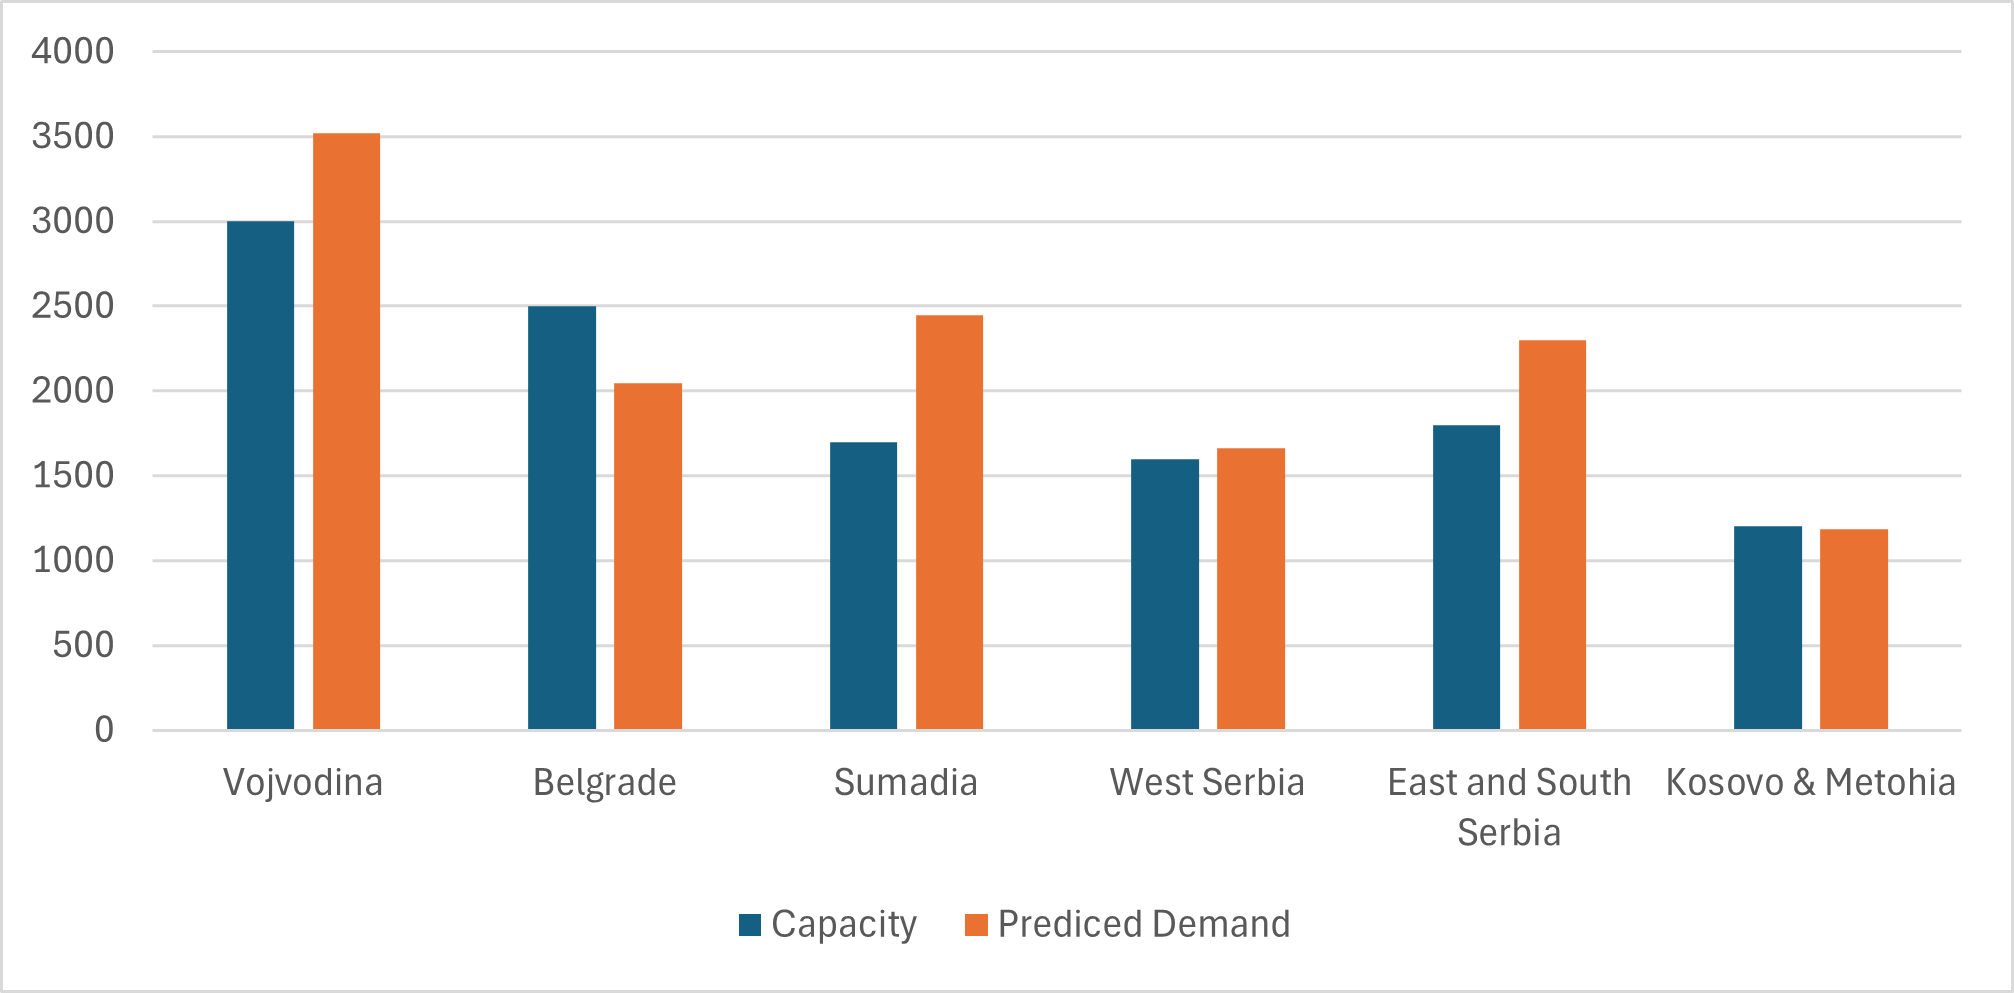 4000
3500
3000
2500
2000
1500
1000
500
0
Vojvodina
Belgrade
Sumadia
West Serbia
East and South
Serbia
Kosovo & Metohia
Capacity
Prediced Demand